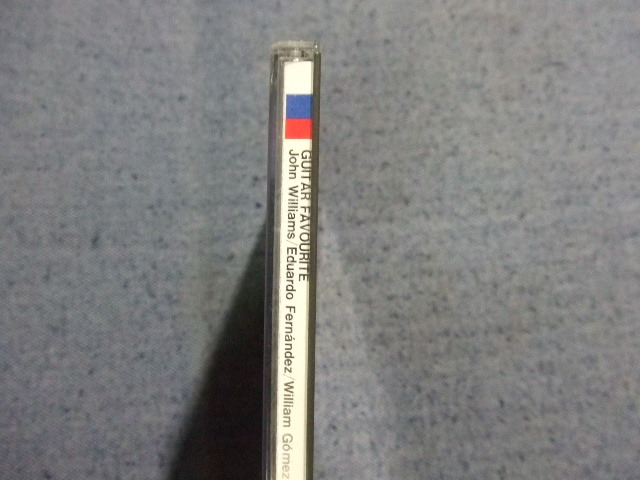 GUITAR FAVOURITE
John Williams/Eduardo Fernández/William Gómez